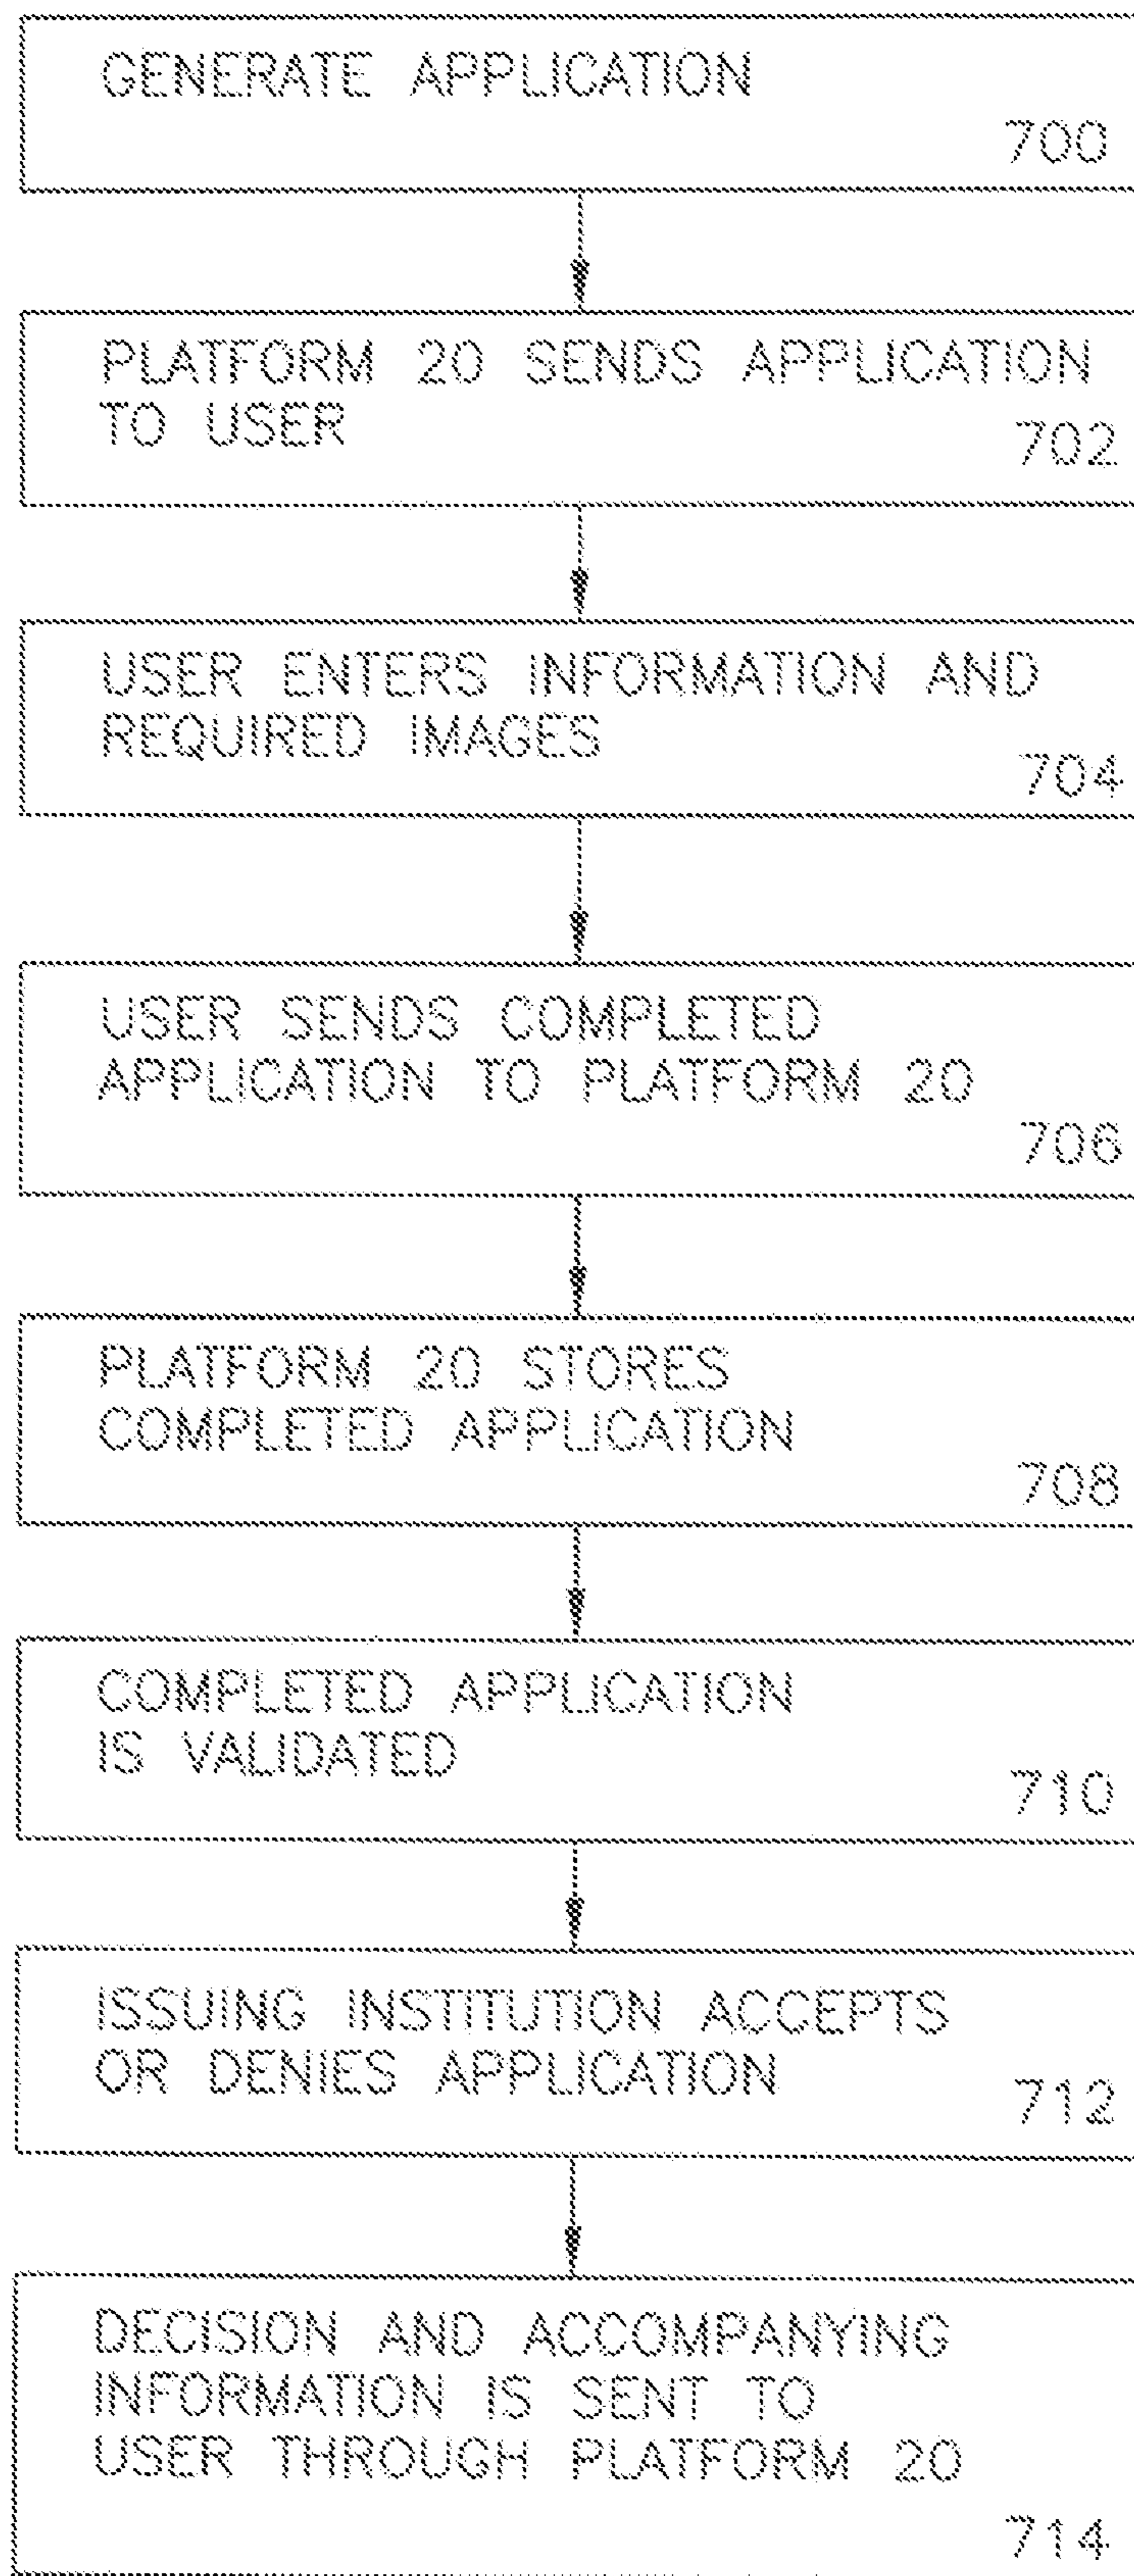 GENERATE APPLICATION
700
PLATFORM 20 SENDS APPLICATION
TO USER
702
USER ENTERS INFORMATION AND
REQUIRED IMAGES
704
USER SENDS COMPLETED
APPLICATION TO PLATFORM 20
706
PLATFORM 20 STORES
COMPLETED APPLICATION
708
COMPLETED APPLICATION
IS VALIDATED
710
ISSUING INSTITUTION ACCEPTS
OR DENIES APPLICATION
712
DECISION AND ACCOMPANYING
INFORMATION IS SENT TO
USER THROUGH PLATFORM 20
714